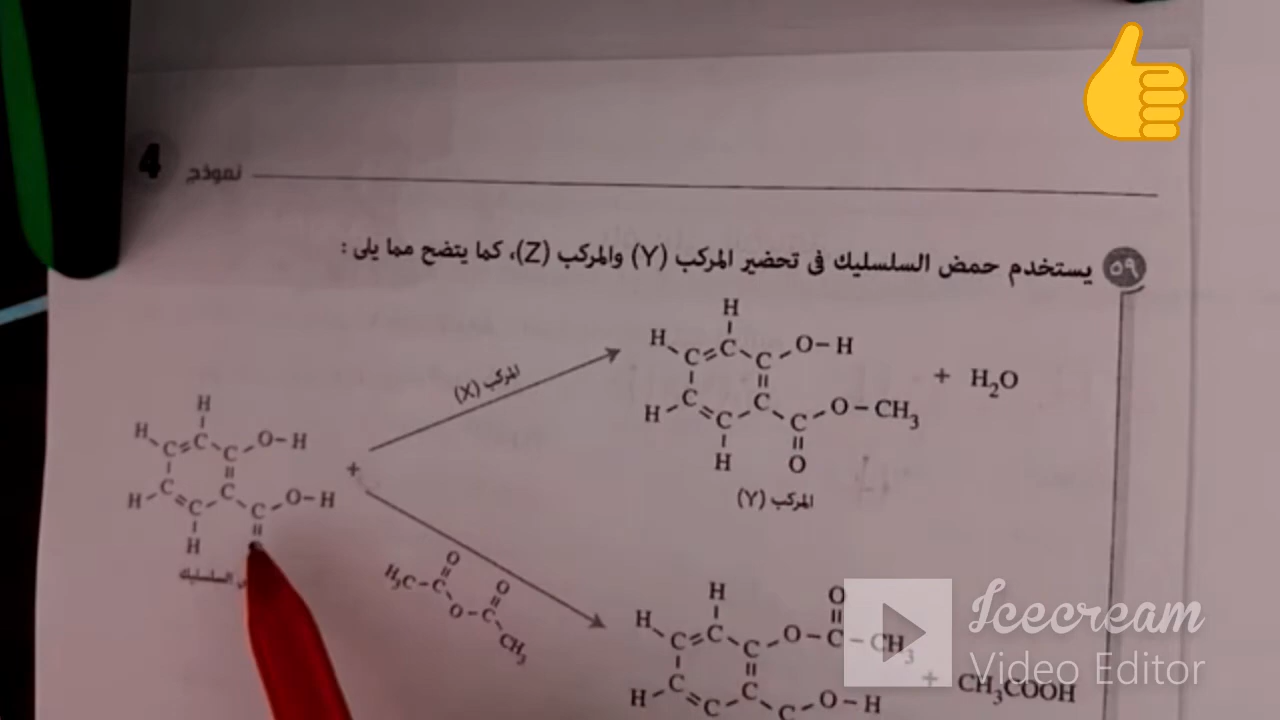 نموذج 4
٥٩ يستخدم حمض السلسليك فى تحضير المركب (Y) والمركب (Z)، كما يتضح مما يلى :
H
H C C C O-H
H C C C O-H
H O
السلسليك
+
المركب (X)
H
H C C C O-H + H₂O
H C C C C O-CH₃
H O
المركب (Y)
H₃C-C O C CH₃
O O
H O
H C C C O-C-CH₃
H C C C C O-H + CH₃COOH
Icecream
Video Editor